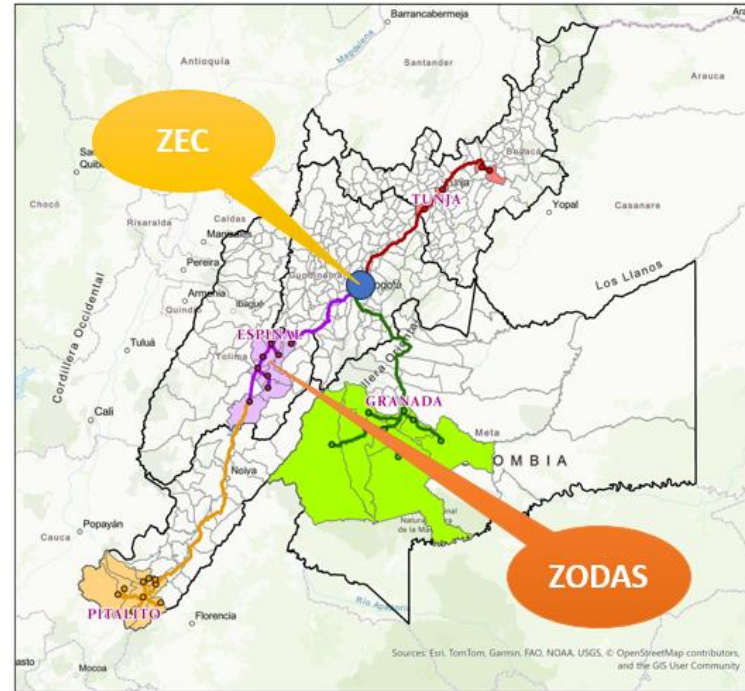 Barrancabermeja
Antioquía
Santander
Arauca
ZEC
Boyacá
TUNJA
Yopal
Casanare
Chocó
Risaralda
Caldas
Manizales
Pereira
Armenia
Quindío
Ibagué
Los Llanos
Cordillera Occidental
Tuluá
ESPINAL
Tolima
GRANADA
Meta
Cali
OMBIA
Neiva
Popayán
Cauca
ZODAS
PITALITO
Florencia
Mocoa
asto
Sources: Esri, TomTom, Garmin, FAO, NOAA, USGS, © OpenStreetMap contributors,
and the GIS User Community